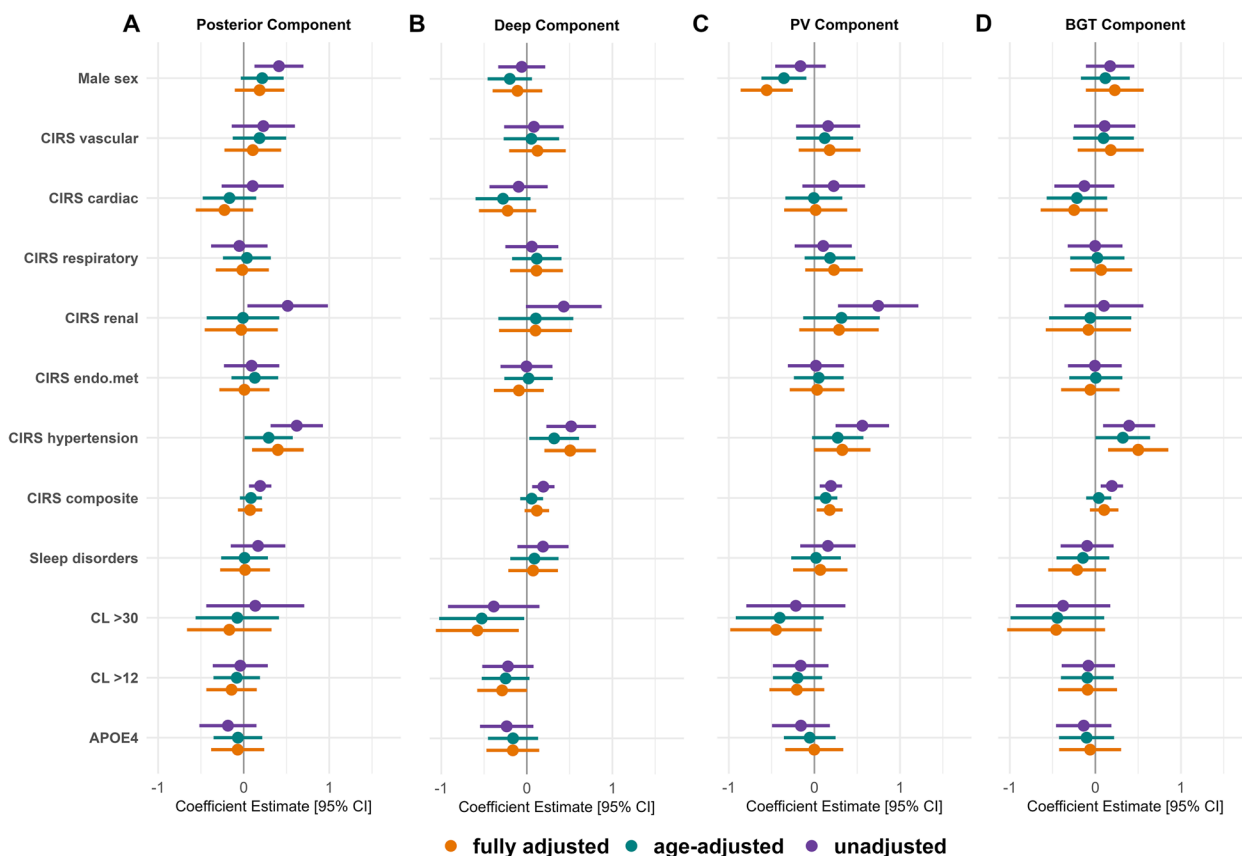 A Posterior Component B Deep Component C PV Component D BGT Component
Male sex
CIRS vascular
CIRS cardiac
CIRS respiratory
CIRS renal
CIRS endo.met
CIRS hypertension
CIRS composite
Sleep disorders
CL >30
CL >12
APOE4
-1 0 1 -1 0 1 -1 0 1 -1 0 1
Coefficient Estimate [95% CI] Coefficient Estimate [95% CI] Coefficient Estimate [95% CI] Coefficient Estimate [95% CI]
fully adjusted age-adjusted unadjusted